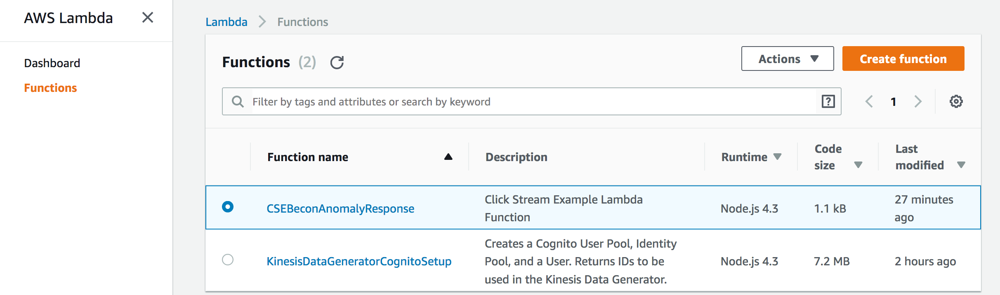 AWS Lambda
Dashboard
Functions
Lambda > Functions
Functions (2)
Actions
Create function
Filter by tags and attributes or search by keyword
?
1
Function name
Description
Runtime
Code
size
Last
modified
CSEBeconAnomalyResponse
Click Stream Example Lambda
Function
Node.js 4.3
1.1 kB
27 minutes
ago
KinesisDataGeneratorCognitoSetup
Creates a Cognito User Pool, Identity
Pool, and a User. Returns IDs to be
used in the Kinesis Data Generator.
Node.js 4.3
7.2 MB
2 hours ago